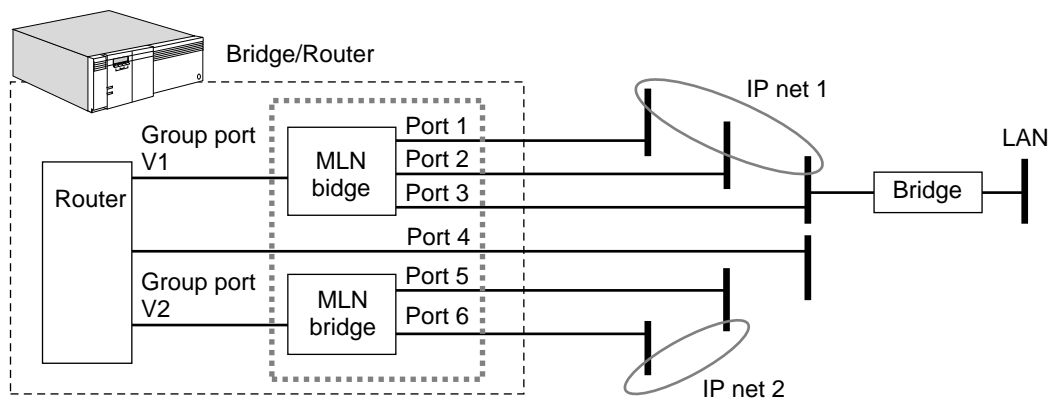 Bridge/Router
IP net 1
LAN
Group port
V1
MLN
bidge
Port 1
Port 2
Port 3
Router
Bridge
Port 4
Group port
V2
MLN
bridge
Port 5
Port 6
IP net 2